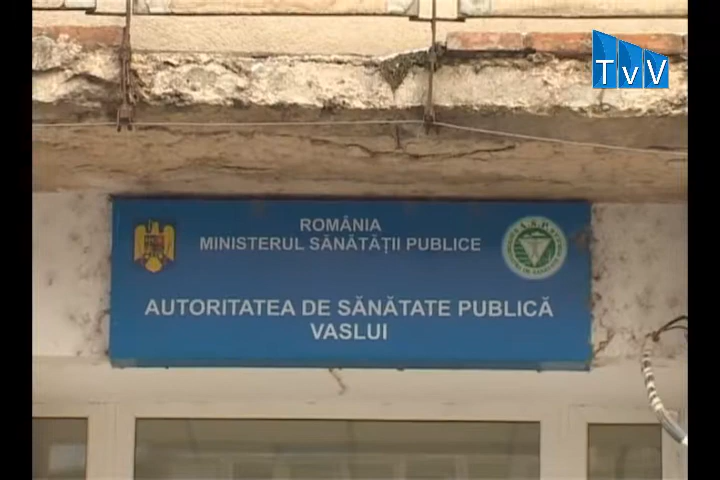 TvV
ROMÂNIA
MINISTERUL SĂNĂTĂȚII PUBLICE
AUTORITATEA DE SĂNĂTATE PUBLICĂ
VASLUI